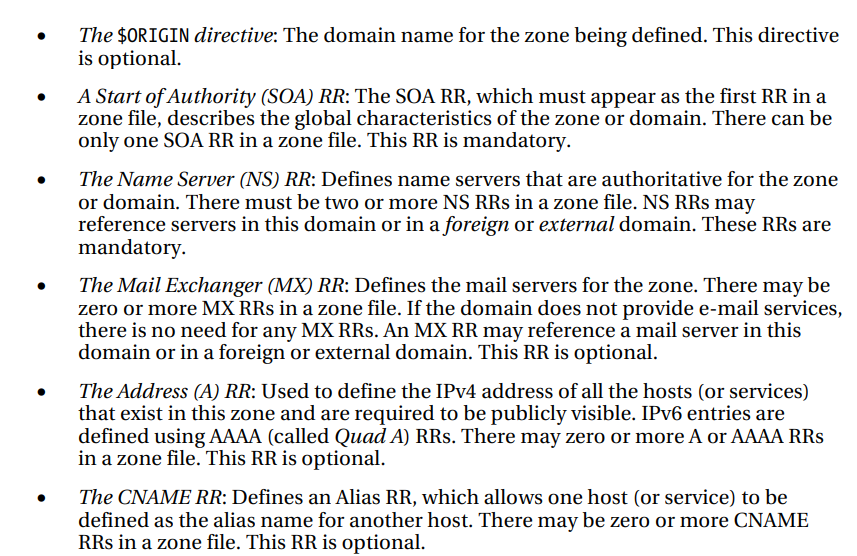 • The $ORIGIN directive: The domain name for the zone being defined. This directive
is optional.
• A Start of Authority (SOA) RR: The SOA RR, which must appear as the first RR in a
zone file, describes the global characteristics of the zone or domain. There can be
only one SOA RR in a zone file. This RR is mandatory.
• The Name Server (NS) RR: Defines name servers that are authoritative for the zone
or domain. There must be two or more NS RRs in a zone file. NS RRs may
reference servers in this domain or in a foreign or external domain. These RRs are
mandatory.
• The Mail Exchanger (MX) RR: Defines the mail servers for the zone. There may be
zero or more MX RRs in a zone file. If the domain does not provide e-mail services,
there is no need for any MX RRs. An MX RR may reference a mail server in this
domain or in a foreign or external domain. This RR is optional.
• The Address (A) RR: Used to define the IPv4 address of all the hosts (or services)
that exist in this zone and are required to be publicly visible. IPv6 entries are
defined using AAAA (called Quad A) RRs. There may zero or more A or AAAA RRs
in a zone file. This RR is optional.
• The CNAME RR: Defines an Alias RR, which allows one host (or service) to be
defined as the alias name for another host. There may be zero or more CNAME
RRs in a zone file. This RR is optional.